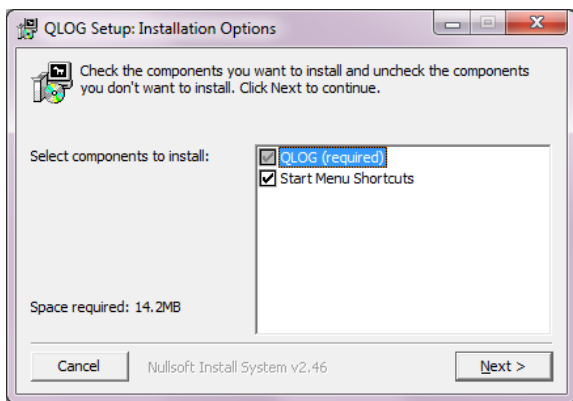 QLOG Setup: Installation Options
Check the components you want to install and uncheck the components
you don't want to install. Click Next to continue.
Select components to install:
QLOG (required)
Start Menu Shortcuts
Space required: 14.2MB
Cancel
Nullsoft Install System v2.46
Next >